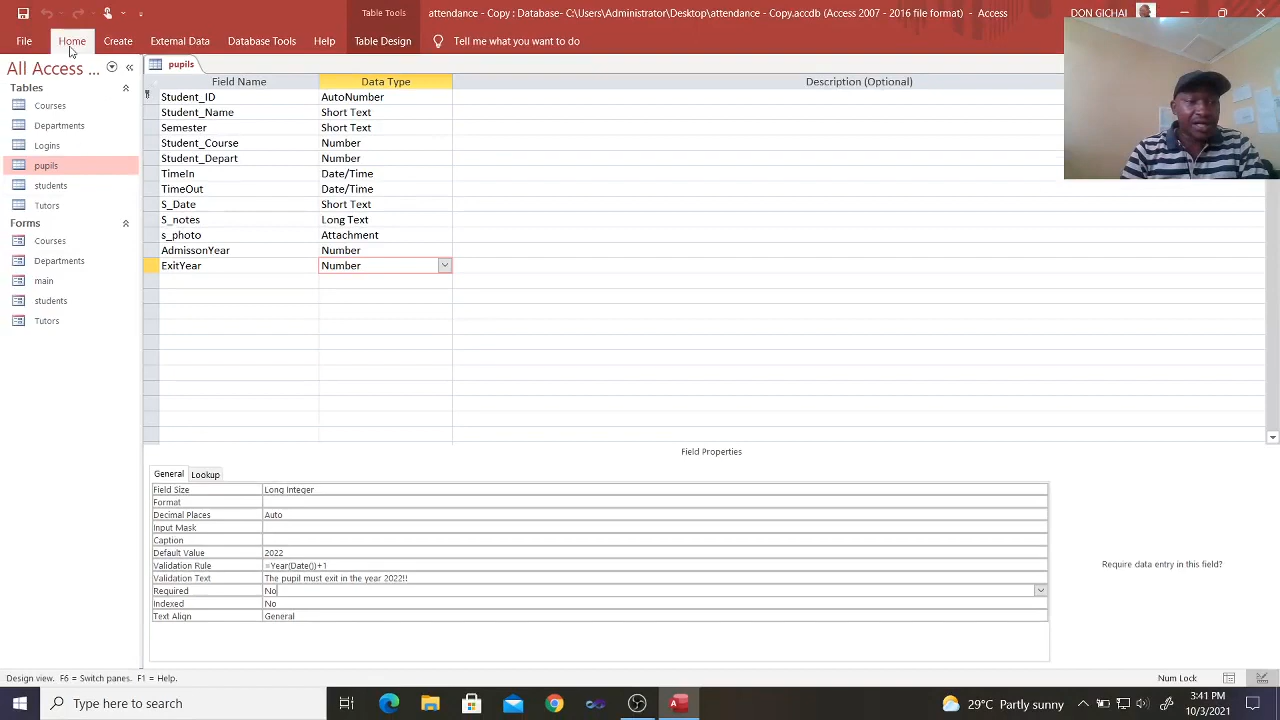 Table Tools
attendance - Copy : Database- C:\Users\Administrator\Desktop\attendance - Copy.accdb (Access 2007 - 2016 file format) - Access
DON GICHAI
File Home Create External Data Database Tools Help Table Design Tell me what you want to do
All Access ...
Tables
Courses
Departments
Logins
pupils
students
Tutors
Forms
Courses
Departments
main
students
Tutors
pupils
Field Name Data Type Description (Optional)
Student_ID AutoNumber
Student_Name Short Text
Semester Short Text
Student_Course Number
Student_Depart Number
TimeIn Date/Time
TimeOut Date/Time
S_Date Short Text
S_notes Long Text
s_photo Attachment
AdmissonYear Number
ExitYear Number
Field Properties
General Lookup
Field Size Long Integer
Format
Decimal Places Auto
Input Mask
Caption
Default Value 2022
Validation Rule =Year(Date())+1
Validation Text The pupil must exit in the year 2022!!
Required No
Indexed No
Text Align General
Require data entry in this field?
Design view. F6 = Switch panes. F1 = Help.
Num Lock
Type here to search
29°C Partly sunny
3:41 PM
10/3/2021